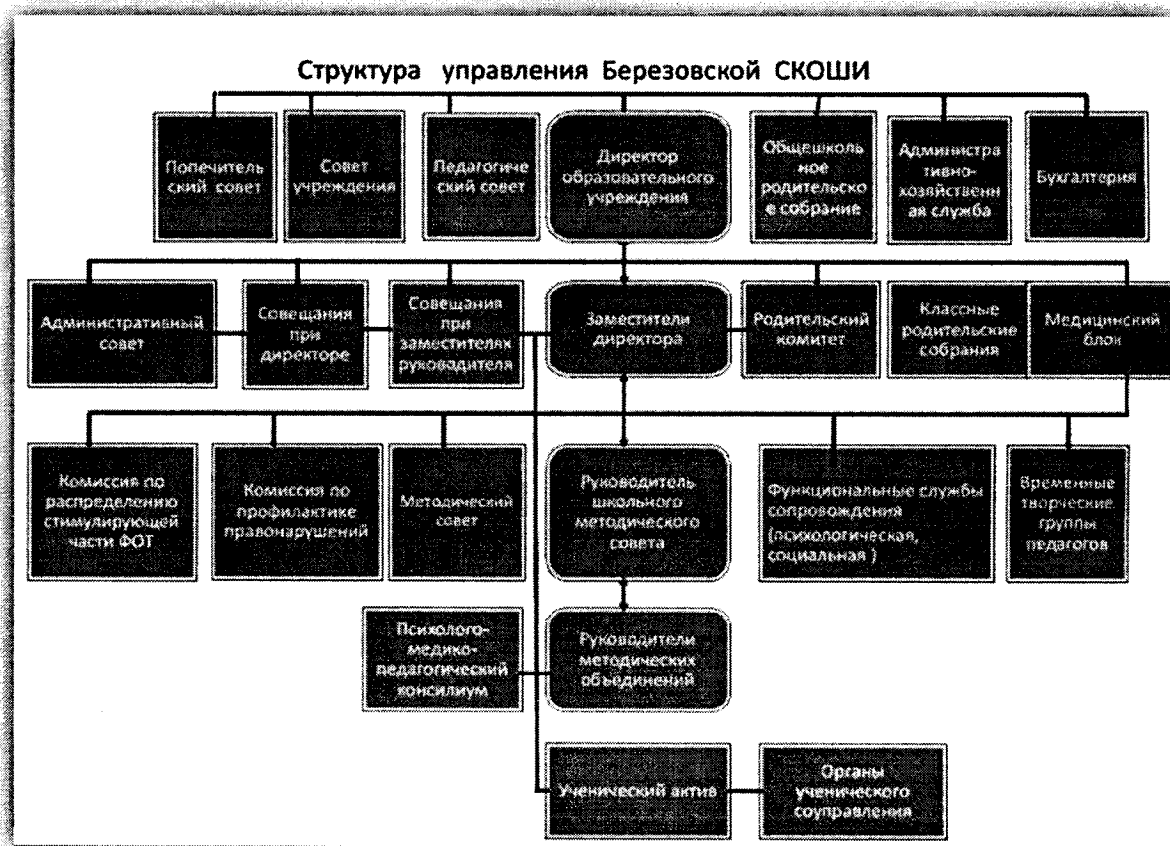 Структура управления Березовской СКОШИ
Попечитель
ский совет
Совет
учреждения
Педагогиче
ский совет
Директор
образовательного
учреждения
Общешколь
ное
родительско
е собрание
Администра
тивно-
хозяйственн
ая служба
Бухгалтерия
Административный
совет
Совещания
при
директоре
Совещания
при
заместителях
руководителя
Заместители
директора
Родительский
комитет
Классные
родительские
собрания
Медицинский
блок
Комиссия по
распределению
стимулирующей
части ФОТ
Комиссия по
профилактике
правонарушений
Методический
совет
Руководитель
школьного
методического
совета
Функциональные службы
сопровождения
(психологическая,
социальная )
Временные
творческие
группы
педагогов
Психолого-
медико-
педагогический
консилиум
Руководители
методических
объединений
Ученический актив
Органы
ученического
соуправления